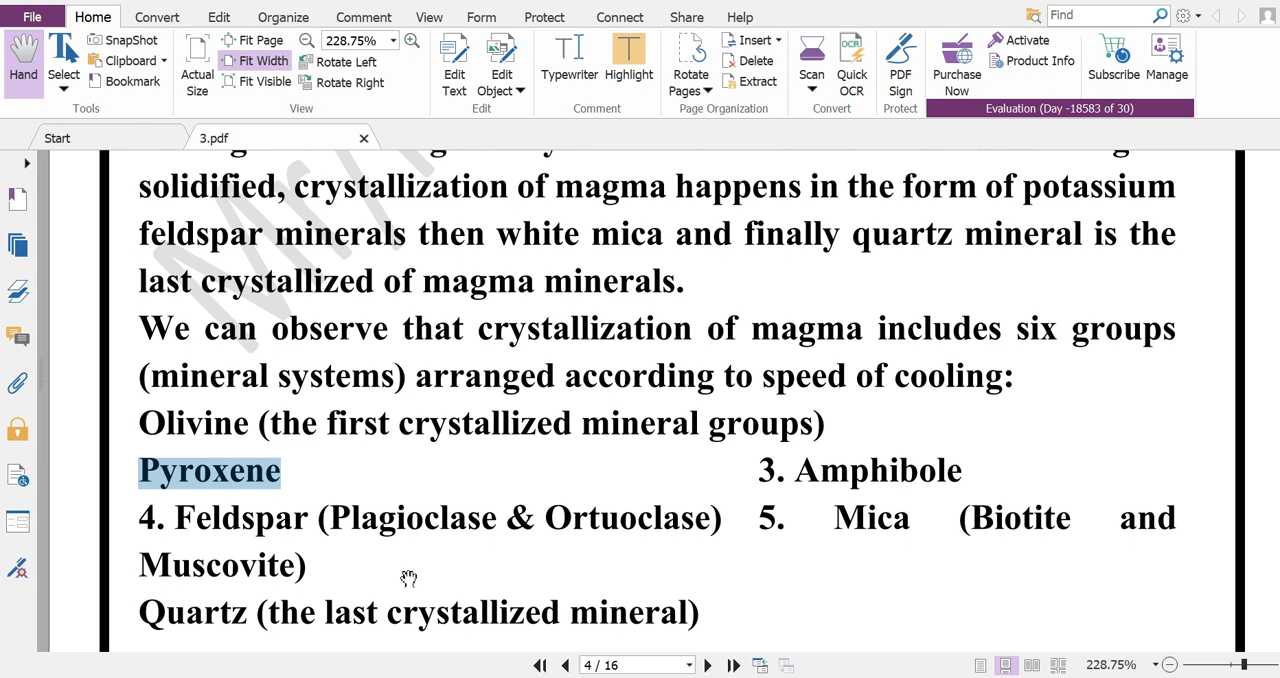 File Home Convert Edit Organize Comment View Form Protect Connect Share Help Find
SnapShot Fit Page 228.75% Insert Activate
Clipboard Fit Width Rotate Left Delete Product Info
Bookmark Fit Visible Rotate Right Extract
Hand Select Actual Size Edit Text Edit Object Typewriter Highlight Rotate Pages Scan Quick OCR PDF Sign Purchase Now Subscribe Manage
OCR
Tools View Edit Comment Page Organization Convert Protect Evaluation (Day -18583 of 30)
Start 3.pdf
solidified, crystallization of magma happens in the form of potassium
feldspar minerals then white mica and finally quartz mineral is the
last crystallized of magma minerals.
We can observe that crystallization of magma includes six groups
(mineral systems) arranged according to speed of cooling:
Olivine (the first crystallized mineral groups)
Pyroxene 3. Amphibole
4. Feldspar (Plagioclase & Ortuoclase) 5. Mica (Biotite and
Muscovite)
Quartz (the last crystallized mineral)
4 / 16 228.75%